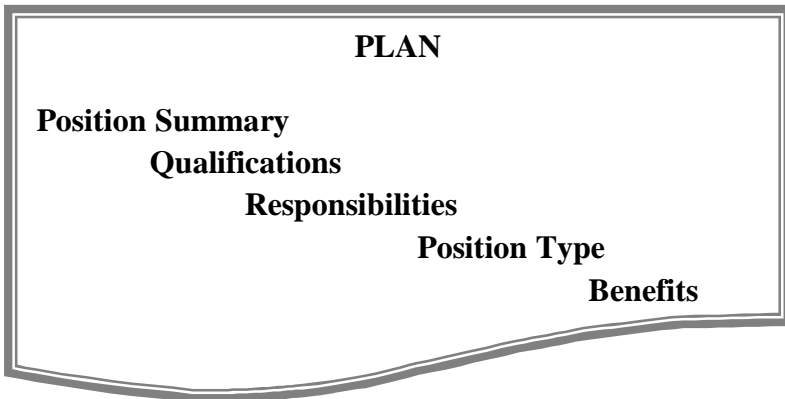 PLAN
Position Summary
Qualifications
Responsibilities
Position Type
Benefits